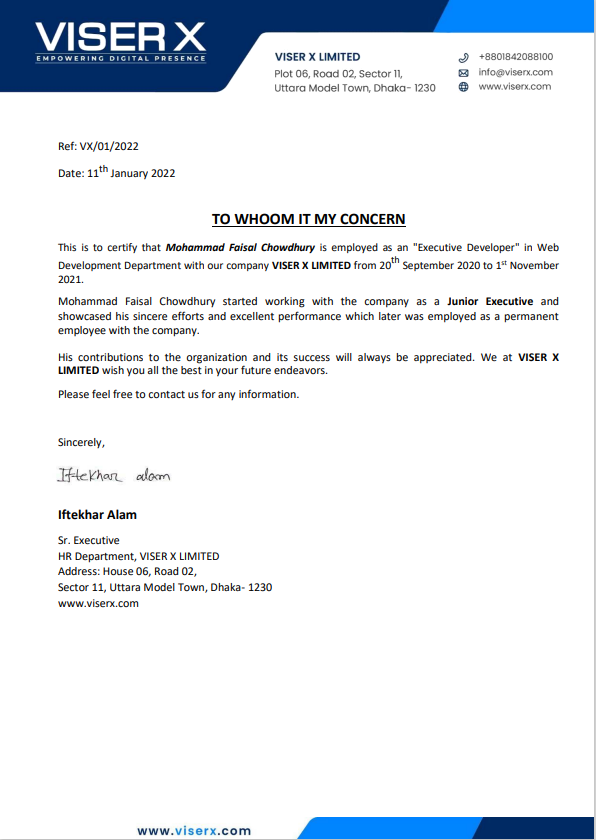 VISER X
EMPOWERING DIGITAL PRESENCE
VISER X LIMITED
Plot 06, Road 02, Sector 11,
Uttara Model Town, Dhaka- 1230
+8801842088100
info@viserx.com
www.viserx.com
Ref: VX/01/2022
Date: 11th January 2022
TO WHOOM IT MY CONCERN
This is to certify that Mohammad Faisal Chowdhury is employed as an "Executive Developer" in Web
Development Department with our company VISER X LIMITED from 20th September 2020 to 1st November
2021.
Mohammad Faisal Chowdhury started working with the company as a Junior Executive and
showcased his sincere efforts and excellent performance which later was employed as a permanent
employee with the company.
His contributions to the organization and its success will always be appreciated. We at VISER X
LIMITED wish you all the best in your future endeavors.
Please feel free to contact us for any information.
Sincerely,
Iftekhar alam
Iftekhar Alam
Sr. Executive
HR Department, VISER X LIMITED
Address: House 06, Road 02,
Sector 11, Uttara Model Town, Dhaka- 1230
www.viserx.com
www.viserx.com